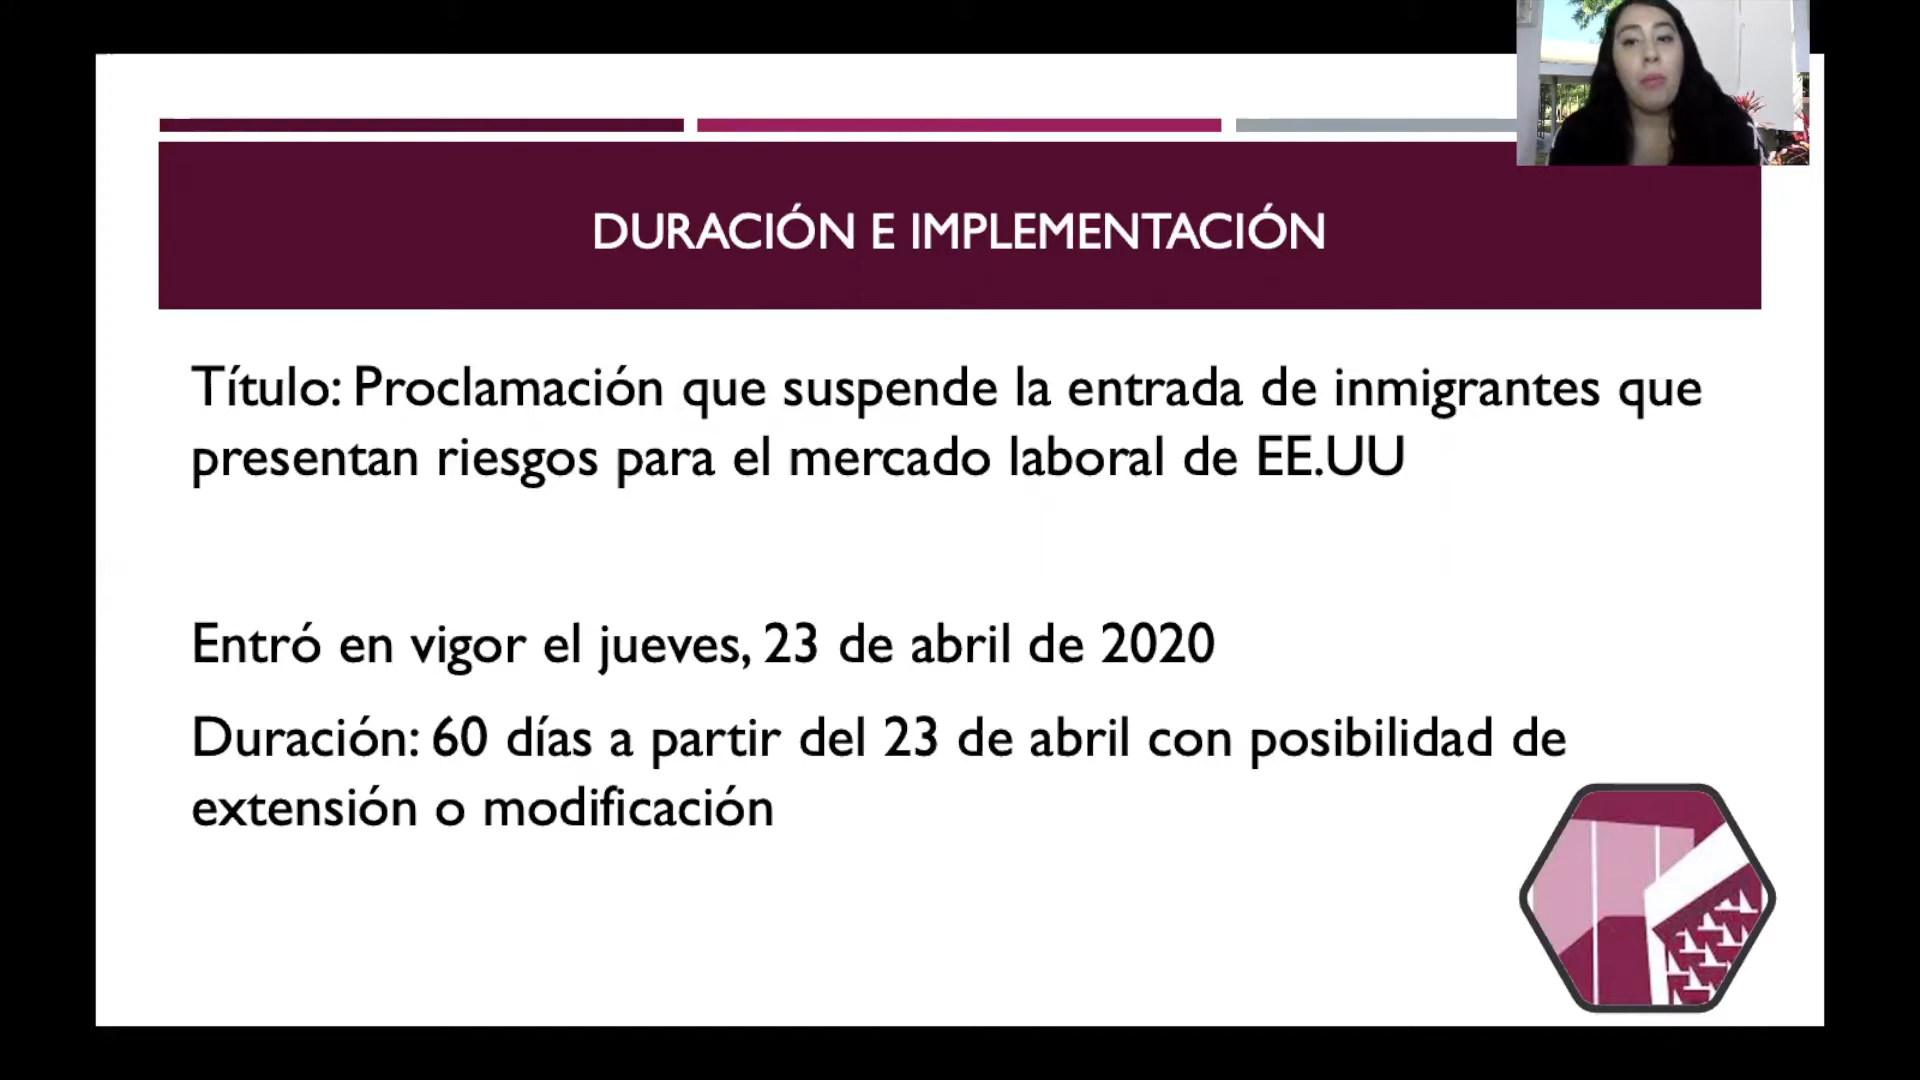 DURACIÓN E IMPLEMENTACIÓN
Título: Proclamación que suspende la entrada de inmigrantes que
presentan riesgos para el mercado laboral de EE.UU
Entró en vigor el jueves, 23 de abril de 2020
Duración: 60 días a partir del 23 de abril con posibilidad de
extensión o modificación